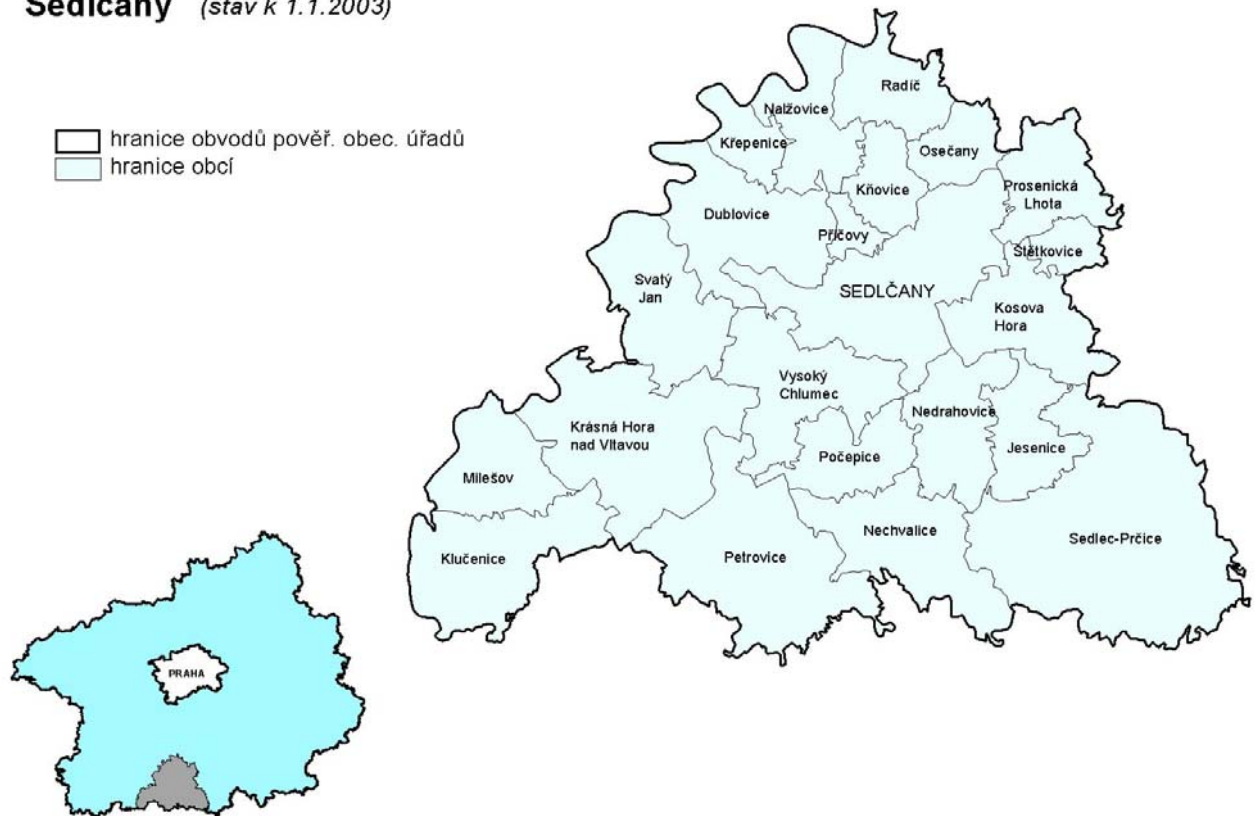 Sedlčany (stav k 1.1.2003)
hranice obvodů pověř. obec. úřadů
hranice obcí
Radíč
Nalžovice
Křepenice
Osečany
Kňovice
Prosenická
Lhota
Dublovice
Příčovy
Štětkovice
Svatý
Jan
SEDLČANY
Kosova
Hora
Vysoký
Chlumec
Nedrahovice
Krásná Hora
nad Vltavou
Jesenice
Počepice
Milešov
Nechvalice
Sedlec-Prčice
Klučenice
Petrovice
PRAHA